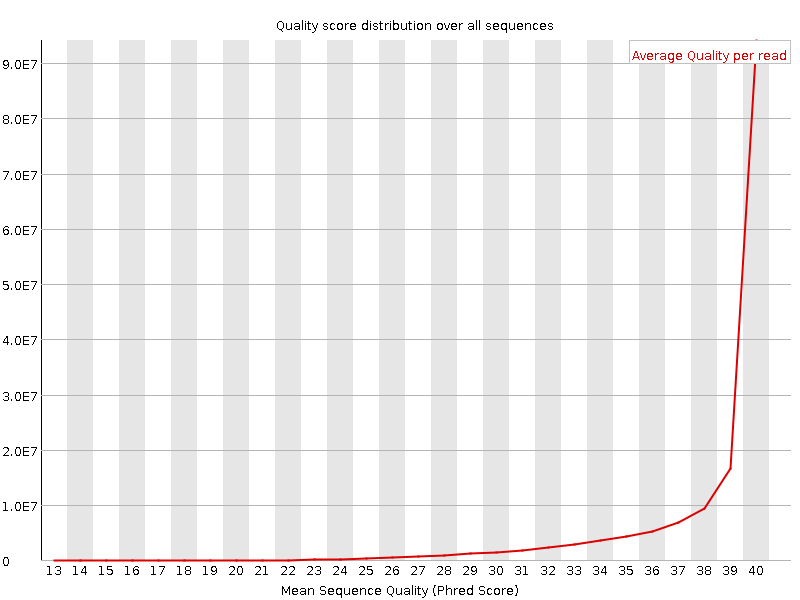 Quality score distribution over all sequences
Average Quality per read
9.0E7
8.0E7
7.0E7
6.0E7
5.0E7
4.0E7
3.0E7
2.0E7
1.0E7
0
13 14 15 16 17 18 19 20 21 22 23 24 25 26 27 28 29 30 31 32 33 34 35 36 37 38 39 40
Mean Sequence Quality (Phred Score)